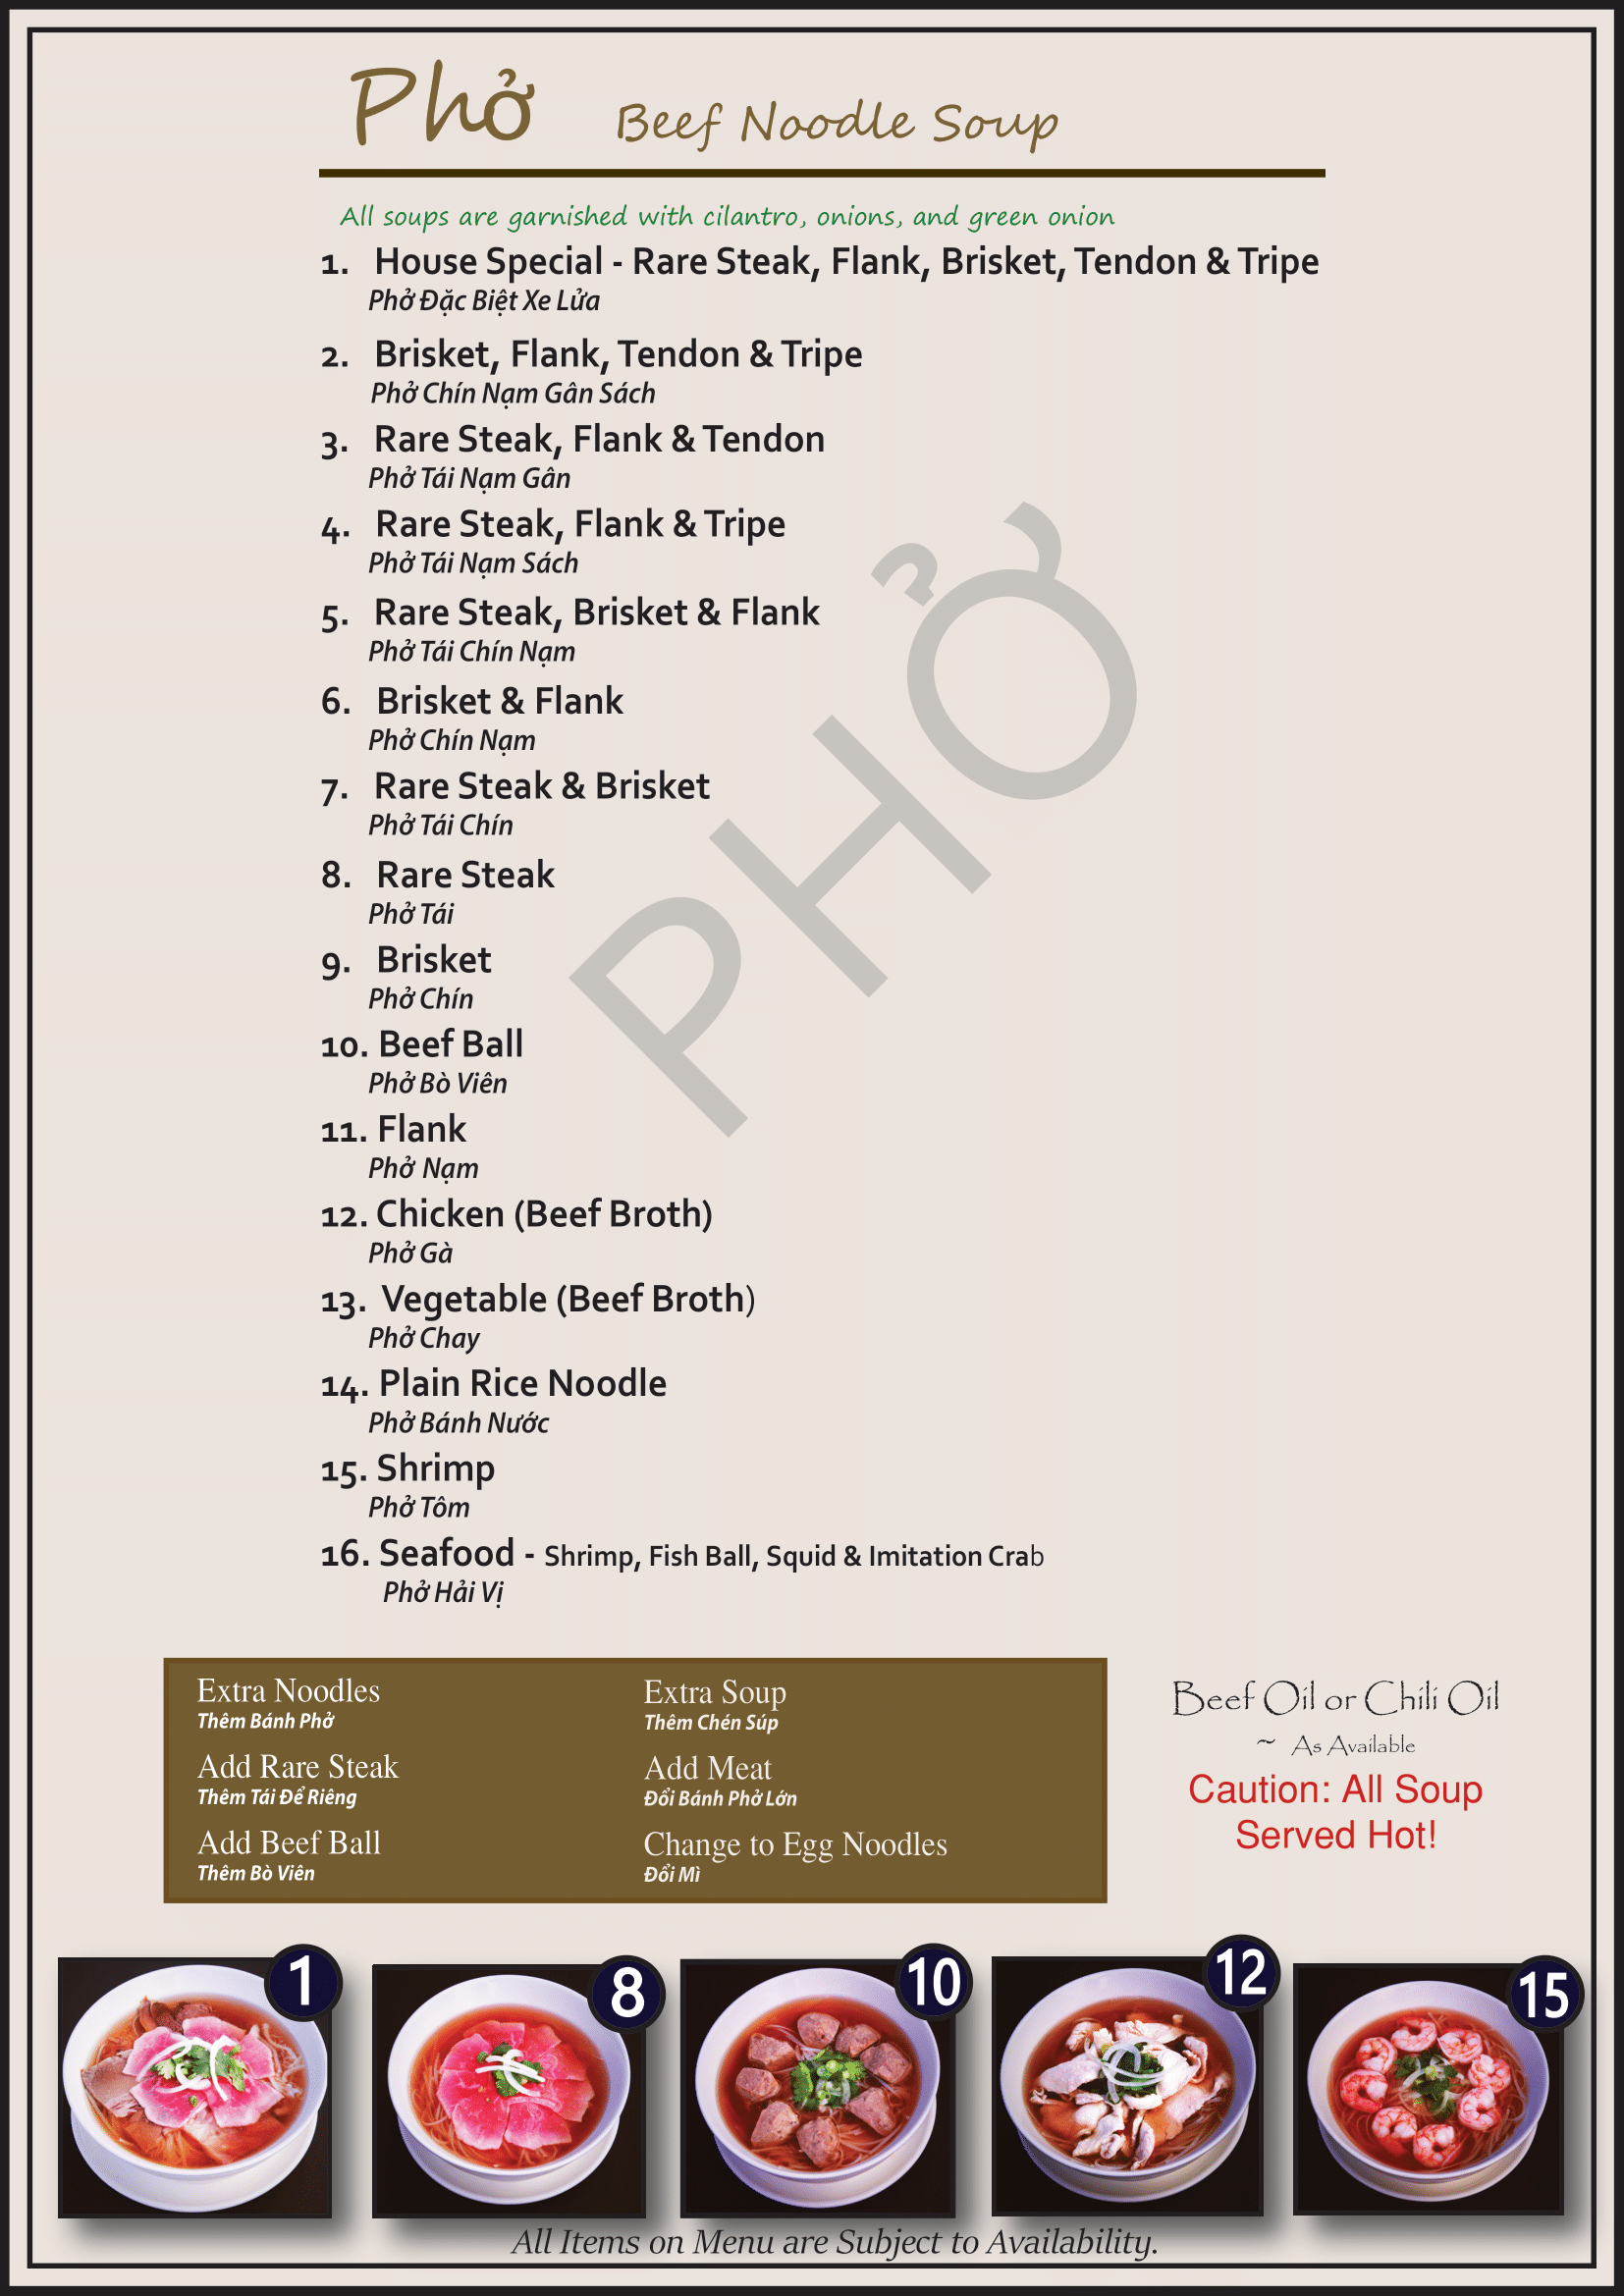 Phở Beef Noodle Soup
All soups are garnished with cilantro, onions, and green onion
1. House Special - Rare Steak, Flank, Brisket, Tendon & Tripe
Phở Đặc Biệt Xe Lửa
2. Brisket, Flank, Tendon & Tripe
Phở Chín Nạm Gân Sách
3. Rare Steak, Flank & Tendon
Phở Tái Nạm Gân
4. Rare Steak, Flank & Tripe
Phở Tái Nạm Sách
5. Rare Steak, Brisket & Flank
Phở Tái Chín Nạm
6. Brisket & Flank
Phở Chín Nạm
7. Rare Steak & Brisket
Phở Tái Chín
8. Rare Steak
Phở Tái
9. Brisket
Phở Chín
10. Beef Ball
Phở Bò Viên
11. Flank
Phở Nạm
12. Chicken (Beef Broth)
Phở Gà
13. Vegetable (Beef Broth)
Phở Chay
14. Plain Rice Noodle
Phở Bánh Nước
15. Shrimp
Phở Tôm
16. Seafood - Shrimp, Fish Ball, Squid & Imitation Crab
Phở Hải Vị
PHỞ
Extra Noodles
Thêm Bánh Phở
Add Rare Steak
Thêm Tái Để Riêng
Add Beef Ball
Thêm Bò Viên
Extra Soup
Thêm Chén Súp
Add Meat
Đổi Bánh Phở Lớn
Change to Egg Noodles
Đổi Mì
Beef Oil or Chili Oil
~ As Available
Caution: All Soup
Served Hot!
1
8
10
12
15
All Items on Menu are Subject to Availability.